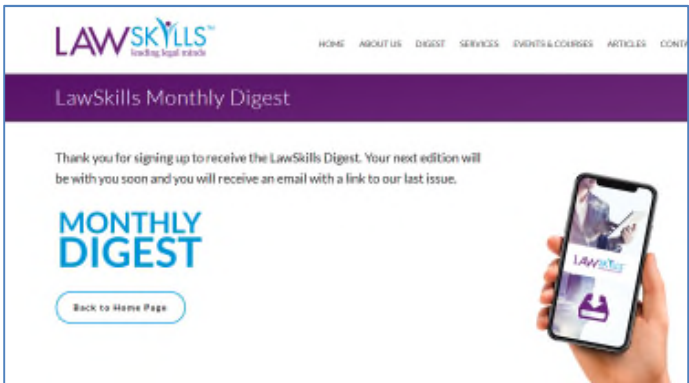 LAWSKILLS™
leading legal minds
HOME ABOUT US DIGEST SERVICES EVENTS & COURSES ARTICLES CONTA
LawSkills Monthly Digest
Thank you for signing up to receive the LawSkills Digest. Your next edition will
be with you soon and you will receive an email with a link to our last issue.
MONTHLY
DIGEST
LAWSKILLS
Back to Home Page